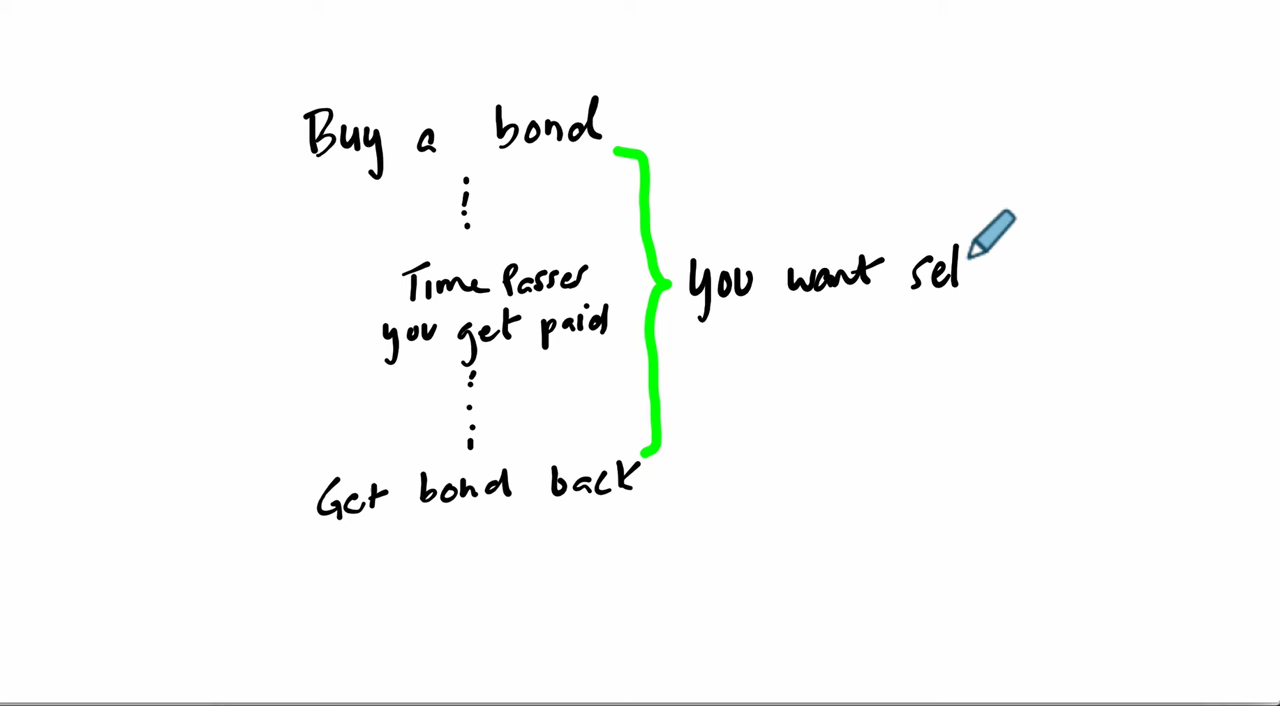 Buy a bond
Time Passes
you get paid
you want sel
Get bond back